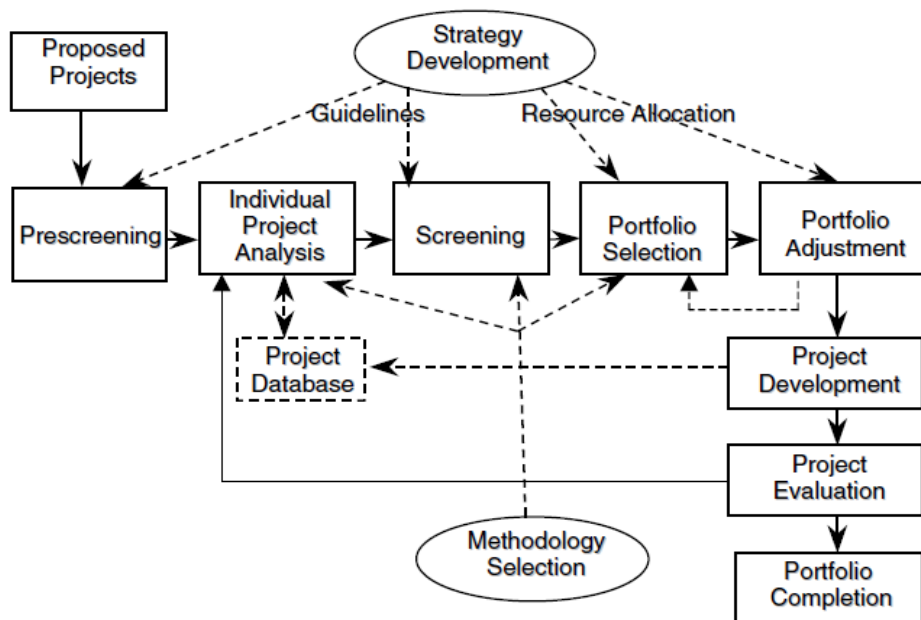 Proposed
Projects
Strategy
Development
Guidelines
Resource Allocation
Prescreening
Individual
Project
Analysis
Screening
Portfolio
Selection
Portfolio
Adjustment
Project
Database
Project
Development
Project
Evaluation
Methodology
Selection
Portfolio
Completion